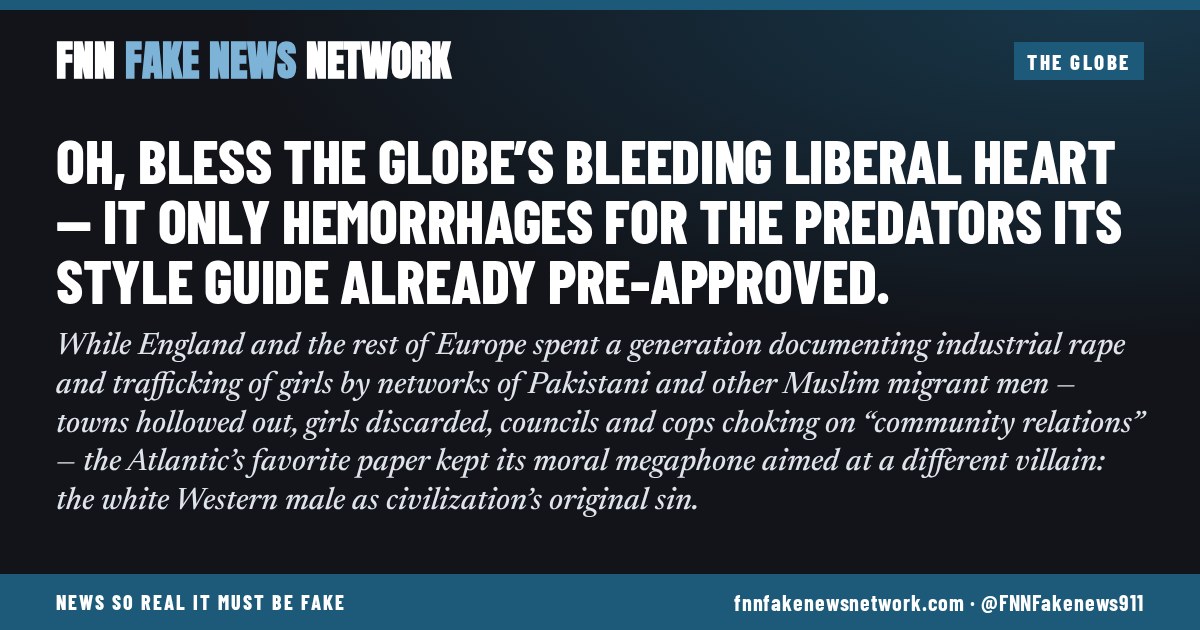 FNN FAKE NEWS NETWORK
THE GLOBE
OH, BLESS THE GLOBE’S BLEEDING LIBERAL HEART
— IT ONLY HEMORRHAGES FOR THE PREDATORS ITS
STYLE GUIDE ALREADY PRE-APPROVED.
While England and the rest of Europe spent a generation documenting industrial rape
and trafficking of girls by networks of Pakistani and other Muslim migrant men —
towns hollowed out, girls discarded, councils and cops choking on “community relations”
— the Atlantic’s favorite paper kept its moral megaphone aimed at a different villain:
the white Western male as civilization’s original sin.
NEWS SO REAL IT MUST BE FAKE
fnnfakenewsnetwork.com · @FNNFakenews911